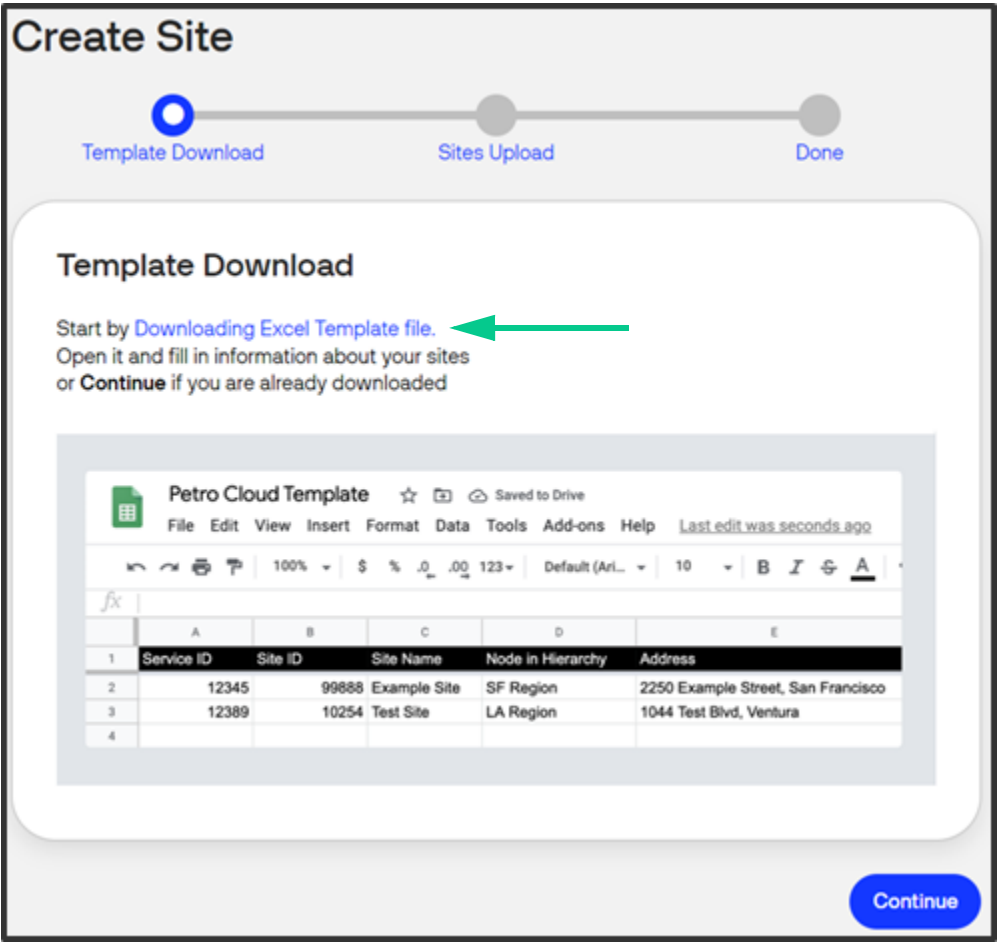 Create Site
Template Download Sites Upload Done
Template Download
Start by Downloading Excel Template file.
Open it and fill in information about your sites
or Continue if you are already downloaded
Petro Cloud Template Saved to Drive
File Edit View Insert Format Data Tools Add-ons Help Last edit was seconds ago
100% $ % .0 .00 123 Default (Ari... 10 B I S A
fx
A B C D E
1 Service ID Site ID Site Name Node in Hierarchy Address
2 12345 99888 Example Site SF Region 2250 Example Street, San Francisco
3 12389 10254 Test Site LA Region 1044 Test Blvd, Ventura
4
Continue